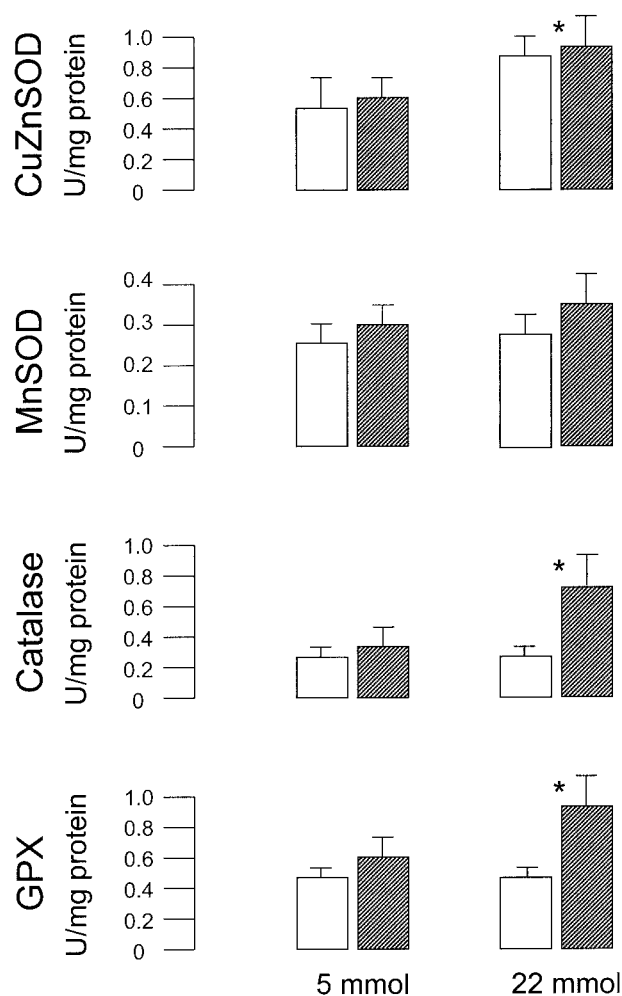 CuZnSOD
U/mg protein
1.0
0.8
0.6
0.4
0.2
0
*
MnSOD
U/mg protein
0.4
0.3
0.2
0.1
0
Catalase
U/mg protein
1.0
0.8
0.6
0.4
0.2
0
*
GPX
U/mg protein
1.0
0.8
0.6
0.4
0.2
0
*
5 mmol
22 mmol